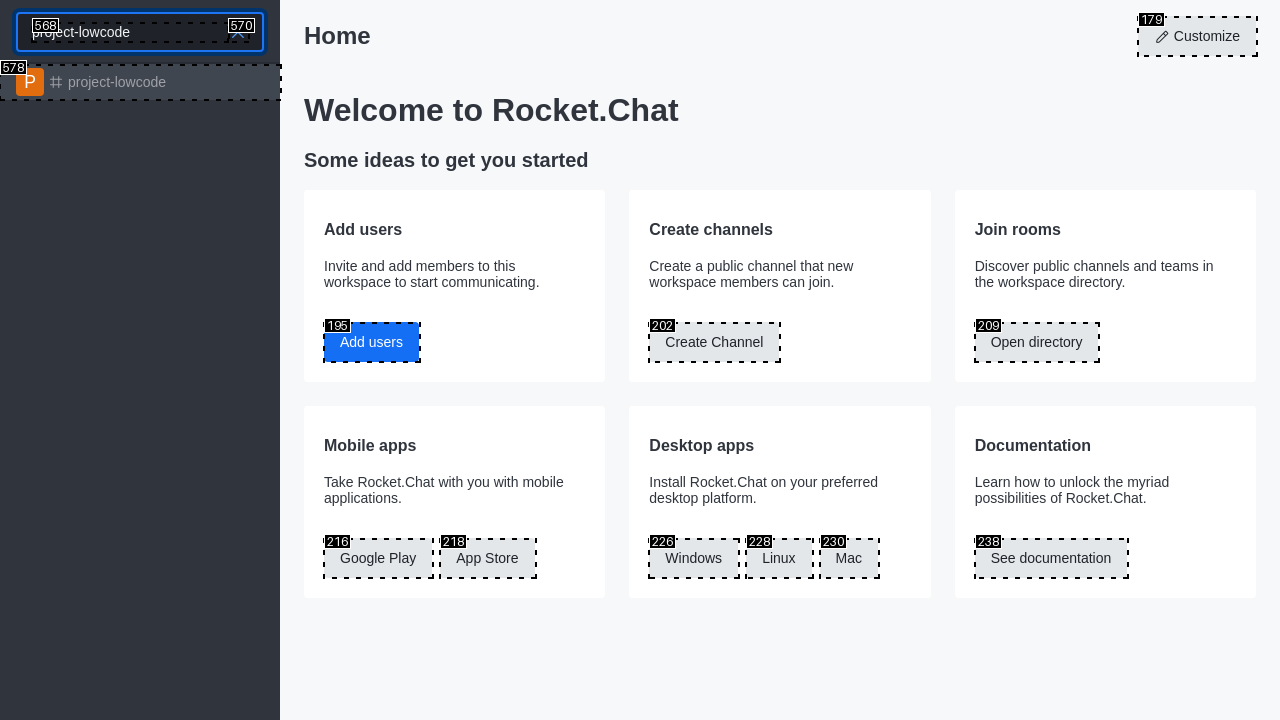 568
project-lowcode
570
578
P
project-lowcode
Home
179
Customize
Welcome to Rocket.Chat
Some ideas to get you started
Add users
Invite and add members to this
workspace to start communicating.
195
Add users
Create channels
Create a public channel that new
workspace members can join.
202
Create Channel
Join rooms
Discover public channels and teams in
the workspace directory.
209
Open directory
Mobile apps
Take Rocket.Chat with you with mobile
applications.
216
Google Play
218
App Store
Desktop apps
Install Rocket.Chat on your preferred
desktop platform.
226
Windows
228
Linux
230
Mac
Documentation
Learn how to unlock the myriad
possibilities of Rocket.Chat.
238
See documentation